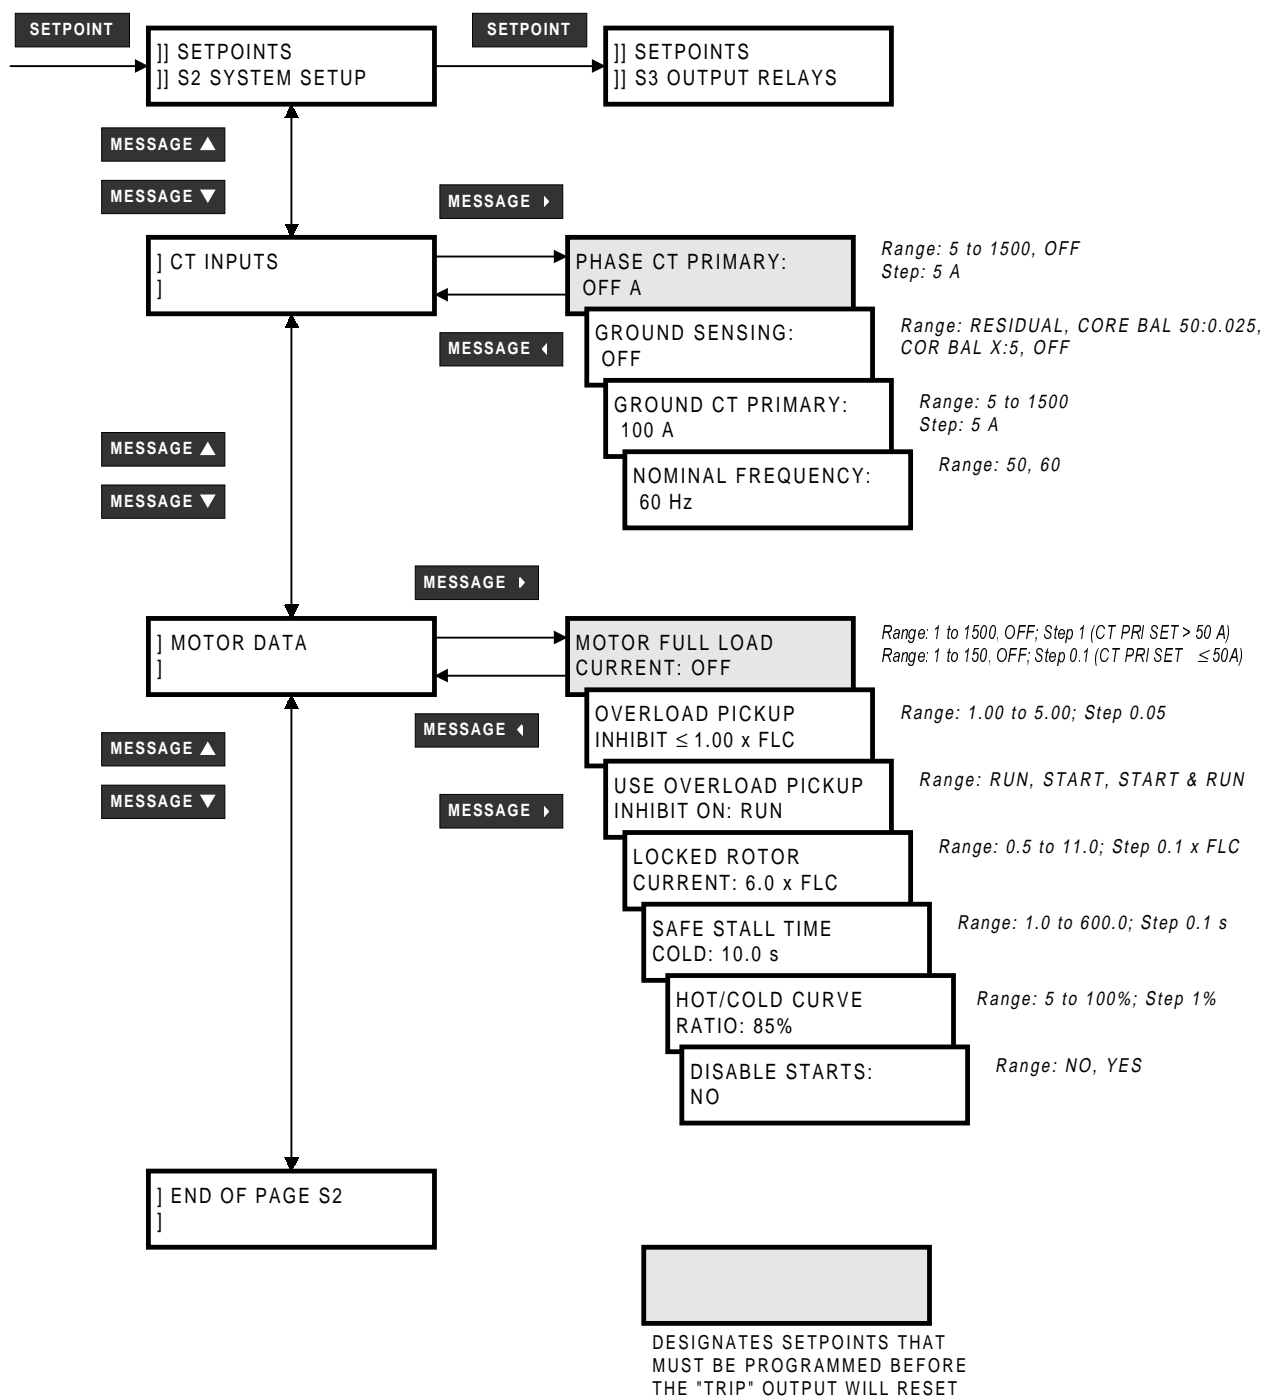 SETPOINT
SETPOINT
]] SETPOINTS
]] S2 SYSTEM SETUP
]] SETPOINTS
]] S3 OUTPUT RELAYS
MESSAGE ▲
MESSAGE ▼
MESSAGE ▸
] CT INPUTS
]
PHASE CT PRIMARY:
OFF A
Range: 5 to 1500, OFF
Step: 5 A
MESSAGE ◂
GROUND SENSING:
OFF
Range: RESIDUAL, CORE BAL 50:0.025,
COR BAL X:5, OFF
GROUND CT PRIMARY:
100 A
Range: 5 to 1500
Step: 5 A
MESSAGE ▲
MESSAGE ▼
NOMINAL FREQUENCY:
60 Hz
Range: 50, 60
MESSAGE ▸
] MOTOR DATA
]
MOTOR FULL LOAD
CURRENT: OFF
Range: 1 to 1500, OFF; Step 1 (CT PRI SET > 50 A)
Range: 1 to 150, OFF; Step 0.1 (CT PRI SET ≤ 50A)
MESSAGE ◂
OVERLOAD PICKUP
INHIBIT ≤ 1.00 x FLC
Range: 1.00 to 5.00; Step 0.05
MESSAGE ▲
MESSAGE ▼
MESSAGE ▸
USE OVERLOAD PICKUP
INHIBIT ON: RUN
Range: RUN, START, START & RUN
LOCKED ROTOR
CURRENT: 6.0 x FLC
Range: 0.5 to 11.0; Step 0.1 x FLC
SAFE STALL TIME
COLD: 10.0 s
Range: 1.0 to 600.0; Step 0.1 s
HOT/COLD CURVE
RATIO: 85%
Range: 5 to 100%; Step 1%
DISABLE STARTS:
NO
Range: NO, YES
] END OF PAGE S2
]
DESIGNATES SETPOINTS THAT
MUST BE PROGRAMMED BEFORE
THE "TRIP" OUTPUT WILL RESET